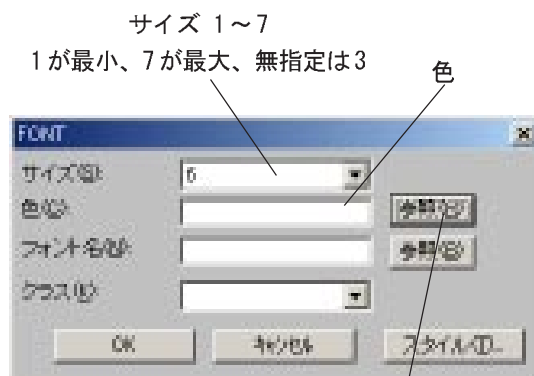 サイズ 1～7
1が最小、7が最大、無指定は3
色
FONT
サイズ(S):
6
色(C):
参照(H)
フォント名(N):
参照(B)
クラス(L):
OK
キャンセル
スタイル(T)...